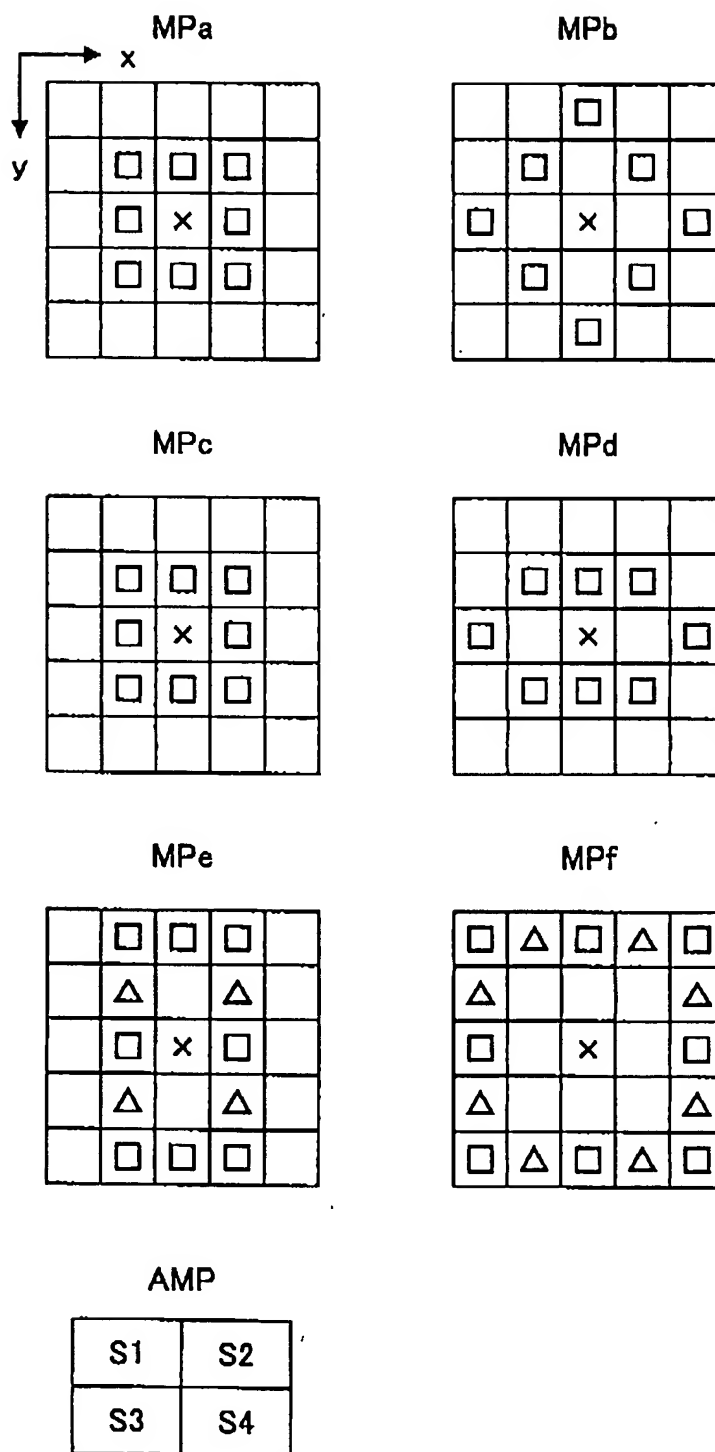 MPa
MPb
x
y
×
×
MPc
MPd
×
×
MPe
MPf
×
×
AMP
S1 S2
S3 S4